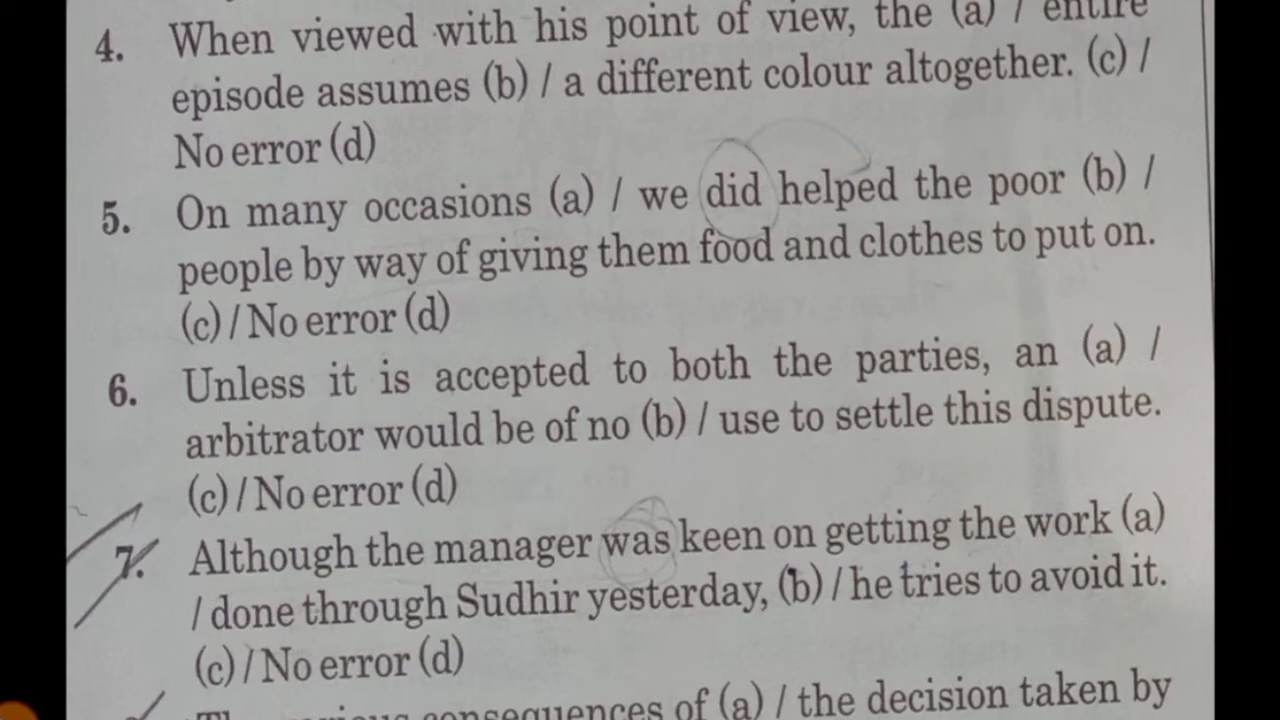 4. When viewed with his point of view, the (a) / entire
episode assumes (b) / a different colour altogether. (c) /
No error (d)
5. On many occasions (a) / we did helped the poor (b) /
people by way of giving them food and clothes to put on.
(c) / No error (d)
6. Unless it is accepted to both the parties, an (a) /
arbitrator would be of no (b) / use to settle this dispute.
(c) / No error (d)
7. Although the manager was keen on getting the work (a)
/ done through Sudhir yesterday, (b) / he tries to avoid it.
(c) / No error (d)
consequences of (a) / the decision taken by